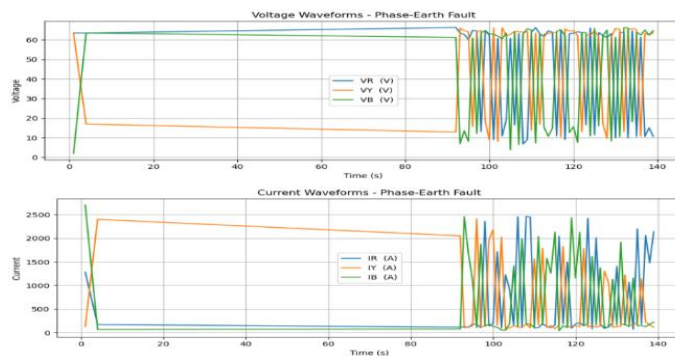 Voltage Waveforms - Phase-Earth Fault
60
50
40
30
20
10
0
Voltage
VR (V)
VY (V)
VB (V)
0 20 40 60 80 100 120 140
Time (s)
Current Waveforms - Phase-Earth Fault
2500
2000
1500
1000
500
0
Current
IR (A)
IY (A)
IB (A)
0 20 40 60 80 100 120 140
Time (s)